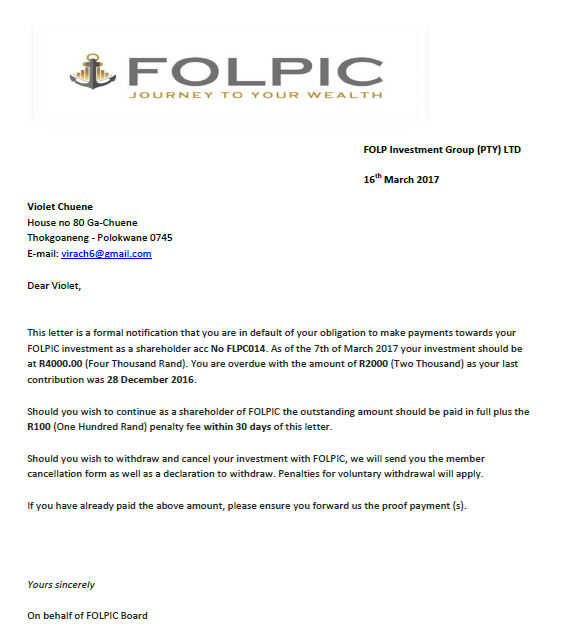 FOLPIC
JOURNEY TO YOUR WEALTH
FOLP Investment Group (PTY) LTD
16th March 2017
Violet Chuene
House no 80 Ga-Chuene
Thokgoaneng - Polokwane 0745
E-mail: virach6@gmail.com
Dear Violet,
This letter is a formal notification that you are in default of your obligation to make payments towards your
FOLPIC investment as a shareholder acc No FLPC014. As of the 7th of March 2017 your investment should be
at R4000.00 (Four Thousand Rand). You are overdue with the amount of R2000 (Two Thousand) as your last
contribution was 28 December 2016.
Should you wish to continue as a shareholder of FOLPIC the outstanding amount should be paid in full plus the
R100 (One Hundred Rand) penalty fee within 30 days of this letter.
Should you wish to withdraw and cancel your investment with FOLPIC, we will send you the member
cancellation form as well as a declaration to withdraw. Penalties for voluntary withdrawal will apply.
If you have already paid the above amount, please ensure you forward us the proof payment (s).
Yours sincerely
On behalf of FOLPIC Board